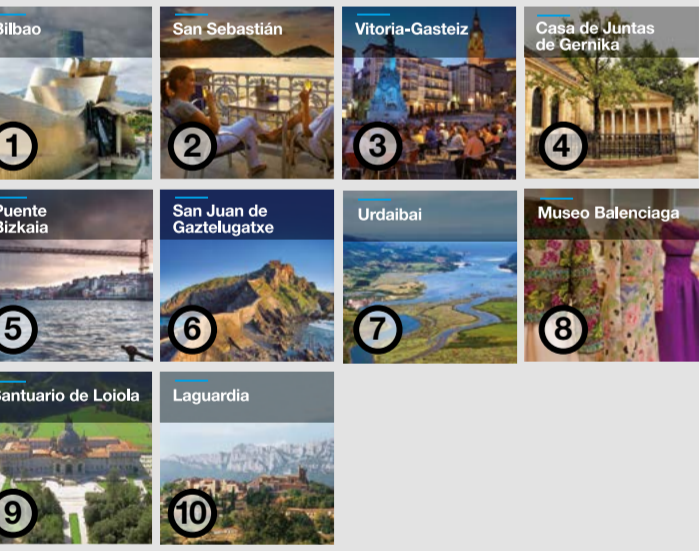 Bilbao
1
San Sebastián
2
Vitoria-Gasteiz
3
Casa de Juntas
de Gernika
4
Puente
Bizkaia
5
San Juan de
Gaztelugatxe
6
Urdaibai
7
Museo Balenciaga
8
Santuario de Loiola
9
Laguardia
10